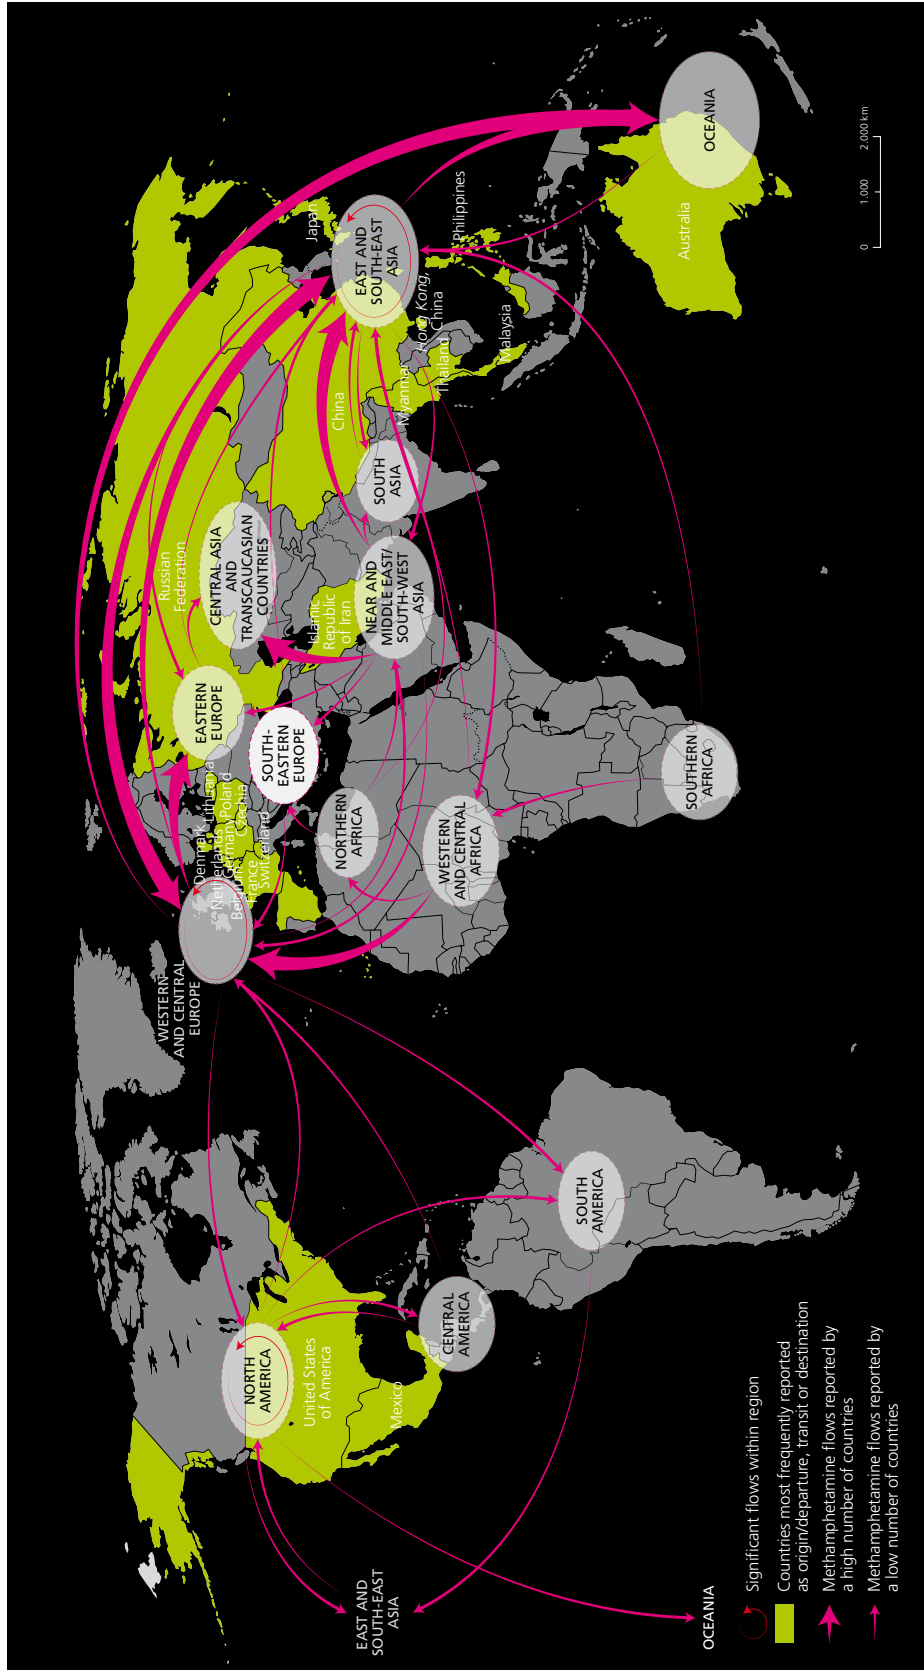 WESTERN
AND CENTRAL
EUROPE
Denmark
Netherlands
Belgium
France
Switzerland
Germany
Lithuania
Poland
Czechia
EASTERN
EUROPE
SOUTH-
EASTERN
EUROPE
Russian
Federation
CENTRAL ASIA
AND
TRANSCAUCASIAN
COUNTRIES
Islamic
Republic
of Iran
NEAR AND
MIDDLE EAST/
SOUTH-WEST
ASIA
SOUTH
ASIA
China
Myanmar
Thailand
Hong Kong,
China
Malaysia
Philippines
Japan
EAST AND
SOUTH-EAST
ASIA
Australia
OCEANIA
NORTHERN
AFRICA
WESTERN
AND CENTRAL
AFRICA
SOUTHERN
AFRICA
NORTH
AMERICA
United States
of America
Mexico
CENTRAL
AMERICA
SOUTH
AMERICA
EAST AND
SOUTH-EAST
ASIA
OCEANIA
Significant flows within region
Countries most frequently reported
as origin/departure, transit or destination
Methamphetamine flows reported by
a high number of countries
Methamphetamine flows reported by
a low number of countries
0 1.000 2.000 km